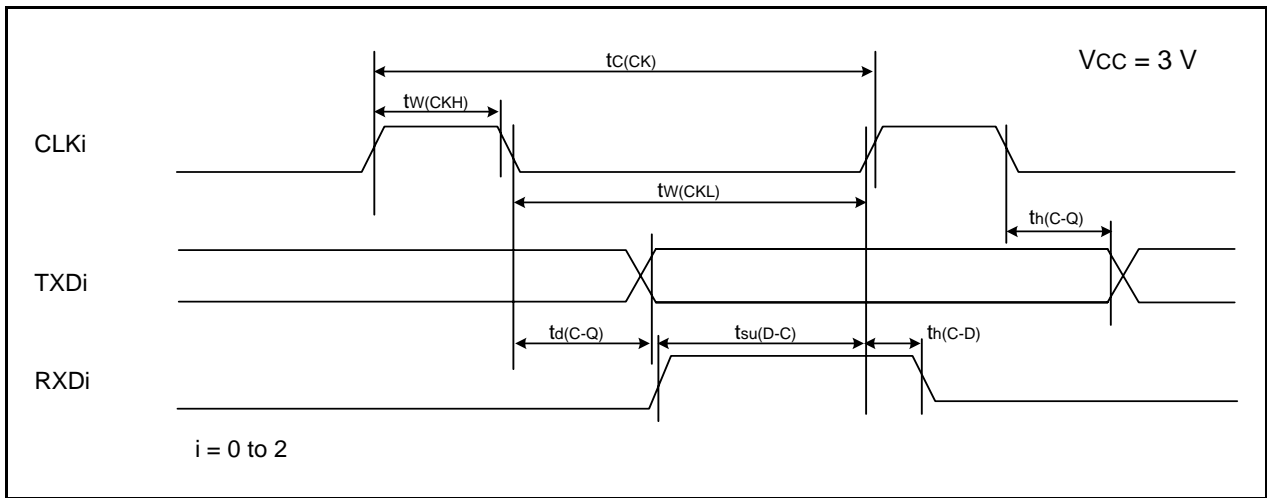 tC(CK)
VCC = 3 V
tW(CKH)
CLKi
tW(CKL)
th(C-Q)
TXDi
td(C-Q)
tsu(D-C)
th(C-D)
RXDi
i = 0 to 2